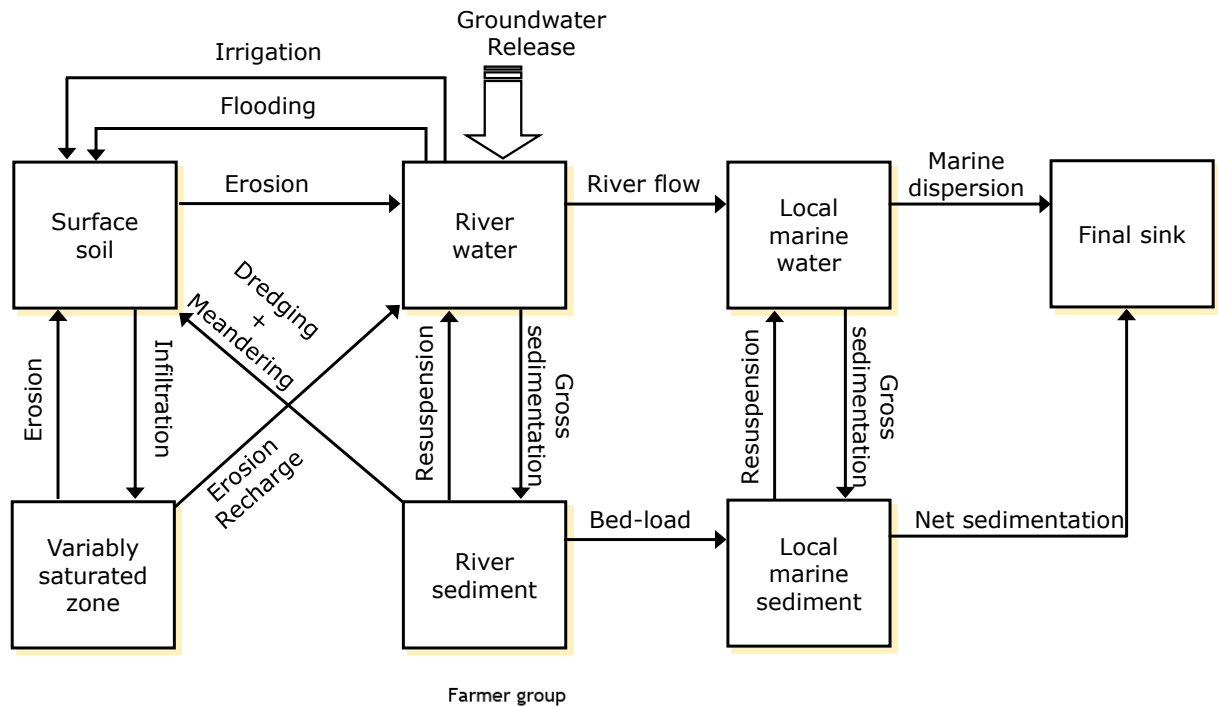 Groundwater
Release
Irrigation
Flooding
Surface
soil
Erosion
River
water
River flow
Local
marine
water
Marine
dispersion
Final sink
Dredging
+
Meandering
Erosion
Infiltration
Erosion
Recharge
Resuspension
Gross
sedimentation
Resuspension
Gross
sedimentation
Variably
saturated
zone
River
sediment
Bed-load
Local
marine
sediment
Net sedimentation
Farmer group